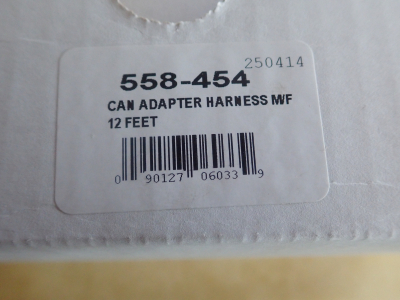 250414
558-454
CAN ADAPTER HARNESS M/F
12 FEET
0 90127 06033 9